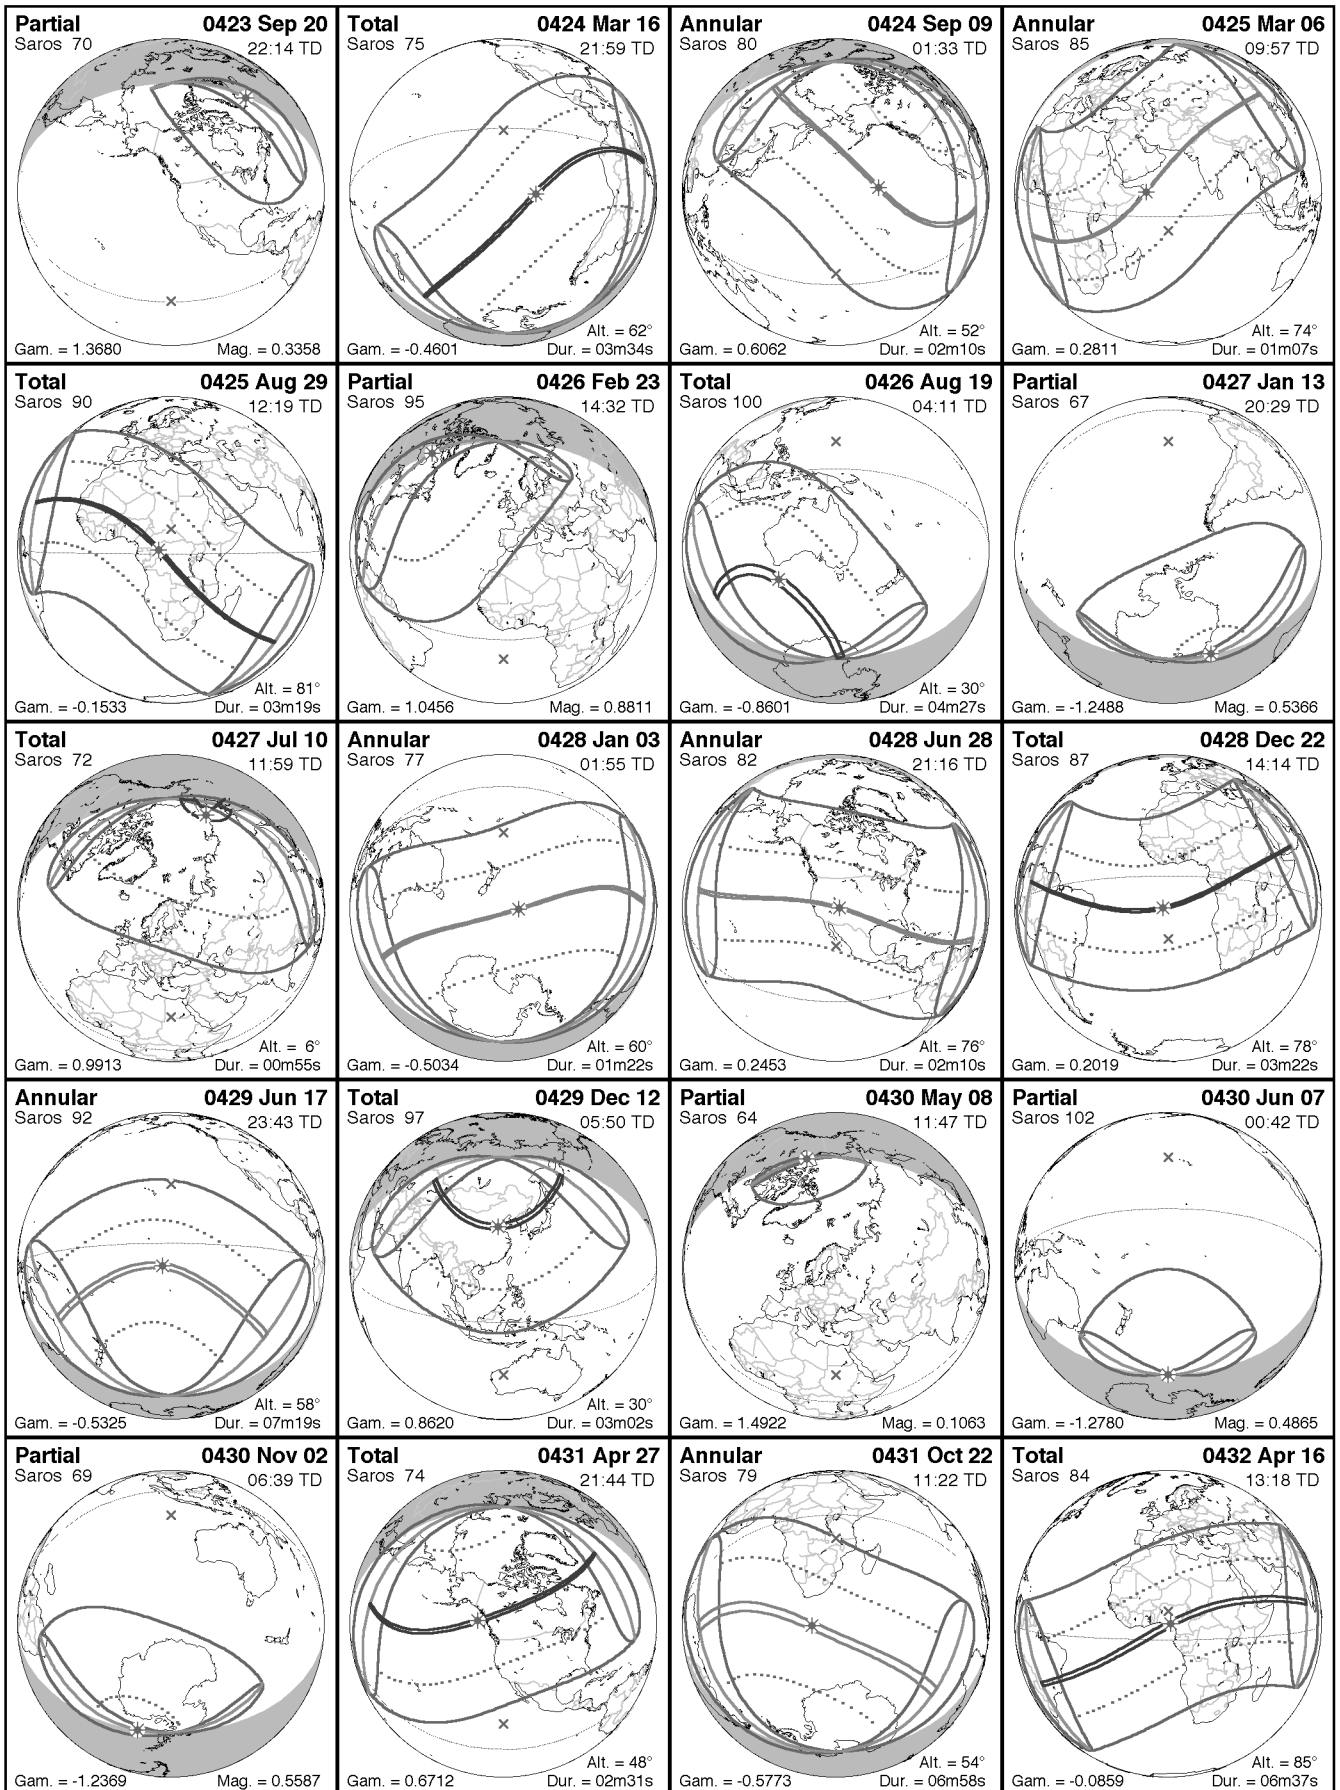 Partial 0423 Sep 20
Saros 70 22:14 TD
Gam. = 1.3680 Mag. = 0.3358
Total 0424 Mar 16
Saros 75 21:59 TD
Alt. = 62°
Gam. = -0.4601 Dur. = 03m34s
Annular 0424 Sep 09
Saros 80 01:33 TD
Alt. = 52°
Gam. = 0.6062 Dur. = 02m10s
Annular 0425 Mar 06
Saros 85 09:57 TD
Alt. = 74°
Gam. = 0.2811 Dur. = 01m07s
Total 0425 Aug 29
Saros 90 12:19 TD
Alt. = 81°
Gam. = -0.1533 Dur. = 03m19s
Partial 0426 Feb 23
Saros 95 14:32 TD
Gam. = 1.0456 Mag. = 0.8811
Total 0426 Aug 19
Saros 100 04:11 TD
Alt. = 30°
Gam. = -0.8601 Dur. = 04m27s
Partial 0427 Jan 13
Saros 67 20:29 TD
Gam. = -1.2488 Mag. = 0.5366
Total 0427 Jul 10
Saros 72 11:59 TD
Alt. = 6°
Gam. = 0.9913 Dur. = 00m55s
Annular 0428 Jan 03
Saros 77 01:55 TD
Alt. = 60°
Gam. = -0.5034 Dur. = 01m22s
Annular 0428 Jun 28
Saros 82 21:16 TD
Alt. = 76°
Gam. = 0.2453 Dur. = 02m10s
Total 0428 Dec 22
Saros 87 14:14 TD
Alt. = 78°
Gam. = 0.2019 Dur. = 03m22s
Annular 0429 Jun 17
Saros 92 23:43 TD
Alt. = 58°
Gam. = -0.5325 Dur. = 07m19s
Total 0429 Dec 12
Saros 97 05:50 TD
Alt. = 30°
Gam. = 0.8620 Dur. = 03m02s
Partial 0430 May 08
Saros 64 11:47 TD
Gam. = 1.4922 Mag. = 0.1063
Partial 0430 Jun 07
Saros 102 00:42 TD
Gam. = -1.2780 Mag. = 0.4865
Partial 0430 Nov 02
Saros 69 06:39 TD
Gam. = -1.2369 Mag. = 0.5587
Total 0431 Apr 27
Saros 74 21:44 TD
Alt. = 48°
Gam. = 0.6712 Dur. = 02m31s
Annular 0431 Oct 22
Saros 79 11:22 TD
Alt. = 54°
Gam. = -0.5773 Dur. = 06m58s
Total 0432 Apr 16
Saros 84 13:18 TD
Alt. = 85°
Gam. = -0.0859 Dur. = 06m37s